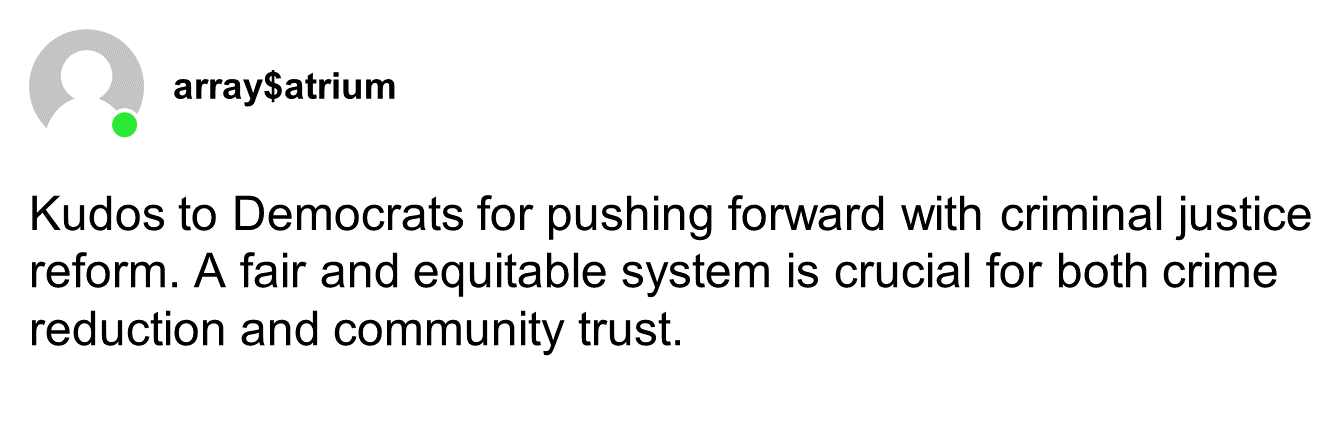 array$atrium
Kudos to Democrats for pushing forward with criminal justice
reform. A fair and equitable system is crucial for both crime
reduction and community trust.